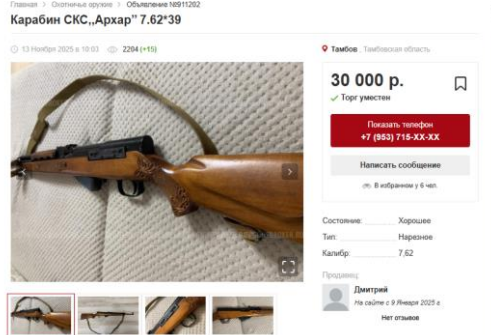 Главная > Охотничье оружие > Объявление №911202
Карабин СКС,,Архар” 7.62*39
13 Ноября 2025 в 10:03 2204 (+15)
Тамбов, Тамбовская область
30 000 р.
Торг уместен
Показать телефон
+7 (953) 715-XX-XX
Написать сообщение
В избранном у 6 чел.
Состояние: Хорошее
Тип: Нарезное
Калибр: 7,62
Продавец:
Дмитрий
На сайте с 9 Января 2025 г.
Нет отзывов